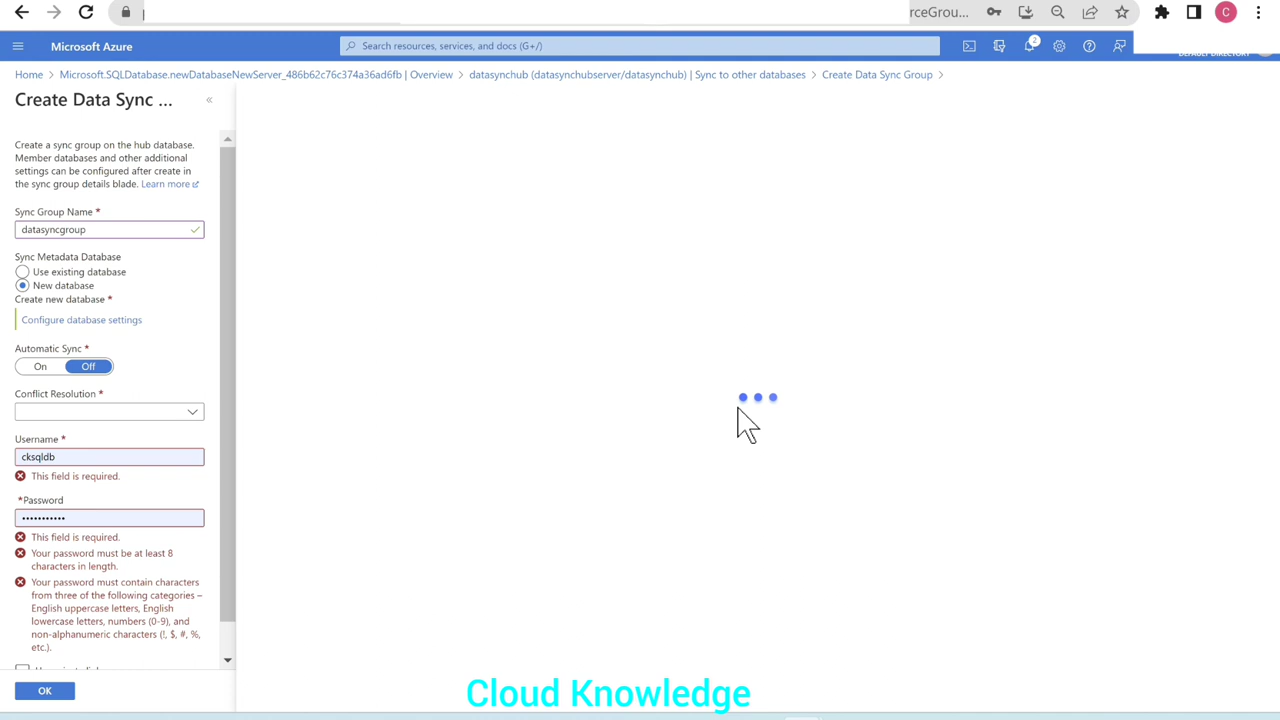 rceGrou...
C
Microsoft Azure
Search resources, services, and docs (G+/)
2
Home > Microsoft.SQLDatabase.newDatabaseNewServer_486b62c76c374a36ad6fb | Overview > datasynchub (datasynchubserver/datasynchub) | Sync to other databases > Create Data Sync Group >
Create Data Sync ...
«
Create a sync group on the hub database.
Member databases and other additional
settings can be configured after create in
the sync group details blade. Learn more
Sync Group Name *
datasyncgroup
Sync Metadata Database
Use existing database
New database
Create new database *
Configure database settings
Automatic Sync *
On Off
Conflict Resolution *
Username *
cksqldb
This field is required.
*Password
•••••••••••
This field is required.
Your password must be at least 8
characters in length.
Your password must contain characters
from three of the following categories –
English uppercase letters, English
lowercase letters, numbers (0-9), and
non-alphanumeric characters (!, $, #, %,
etc.).
OK
Cloud Knowledge